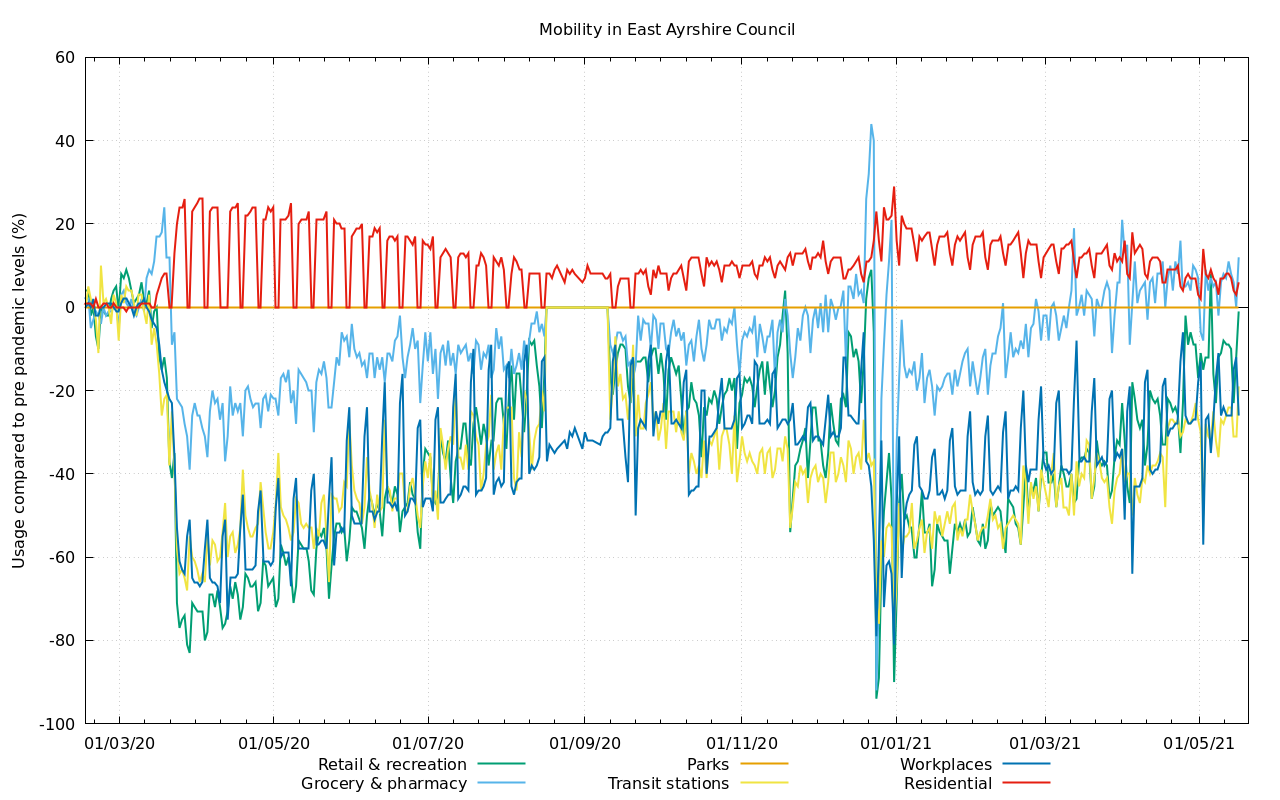 Mobility in East Ayrshire Council
Usage compared to pre pandemic levels (%)
60
40
20
0
-20
-40
-60
-80
-100
01/03/20 01/05/20 01/07/20 01/09/20 01/11/20 01/01/21 01/03/21 01/05/21
Retail & recreation Parks Workplaces
Grocery & pharmacy Transit stations Residential